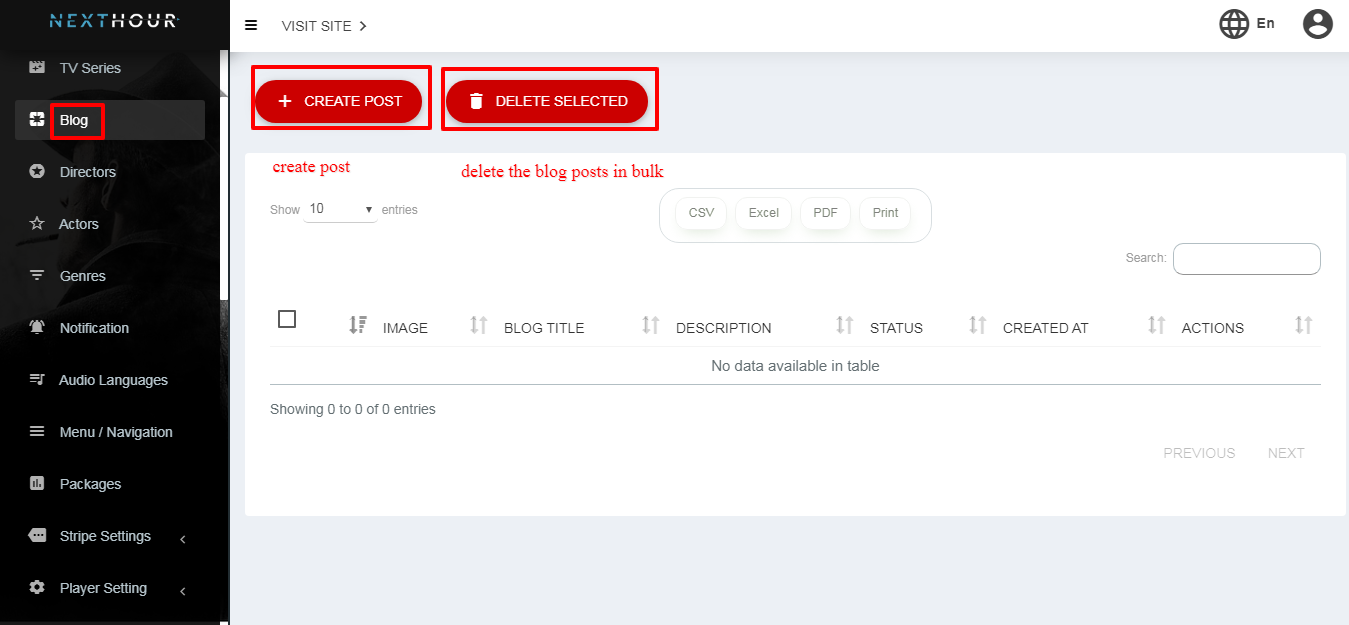 NEXTHOUR
VISIT SITE
En
TV Series
Blog
Directors
Actors
Genres
Notification
Audio Languages
Menu / Navigation
Packages
Stripe Settings
Player Setting
CREATE POST
DELETE SELECTED
create post
delete the blog posts in bulk
Show 10 entries
CSV Excel PDF Print
Search:
IMAGE BLOG TITLE DESCRIPTION STATUS CREATED AT ACTIONS
No data available in table
Showing 0 to 0 of 0 entries
PREVIOUS NEXT